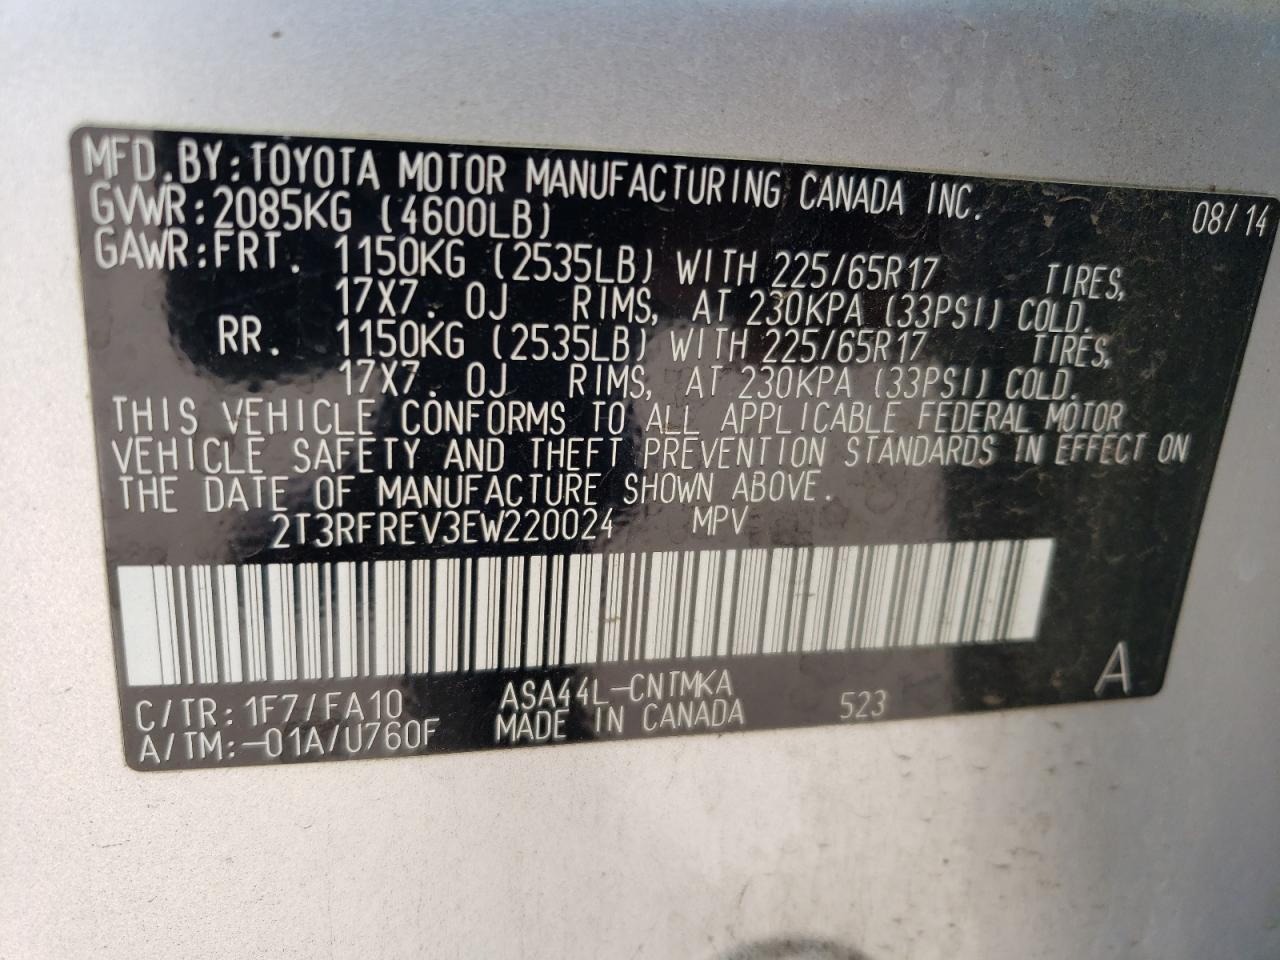 MFD.BY:TOYOTA MOTOR MANUFACTURING CANADA INC. 08/14
GVWR:2085KG (4600LB)
GAWR:FRT. 1150KG (2535LB) WITH 225/65R17 TIRES,
17X7.0J RIMS, AT 230KPA (33PSI) COLD.
RR. 1150KG (2535LB) WITH 225/65R17 TIRES,
17X7.0J RIMS, AT 230KPA (33PSI) COLD.
THIS VEHICLE CONFORMS TO ALL APPLICABLE FEDERAL MOTOR
VEHICLE SAFETY AND THEFT PREVENTION STANDARDS IN EFFECT ON
THE DATE OF MANUFACTURE SHOWN ABOVE.
2T3RFREV3EW220024 MPV
C/TR:1F7/FA10 ASA44L-CNTMKA 523 A
A/TM:-01A/U760F MADE IN CANADA